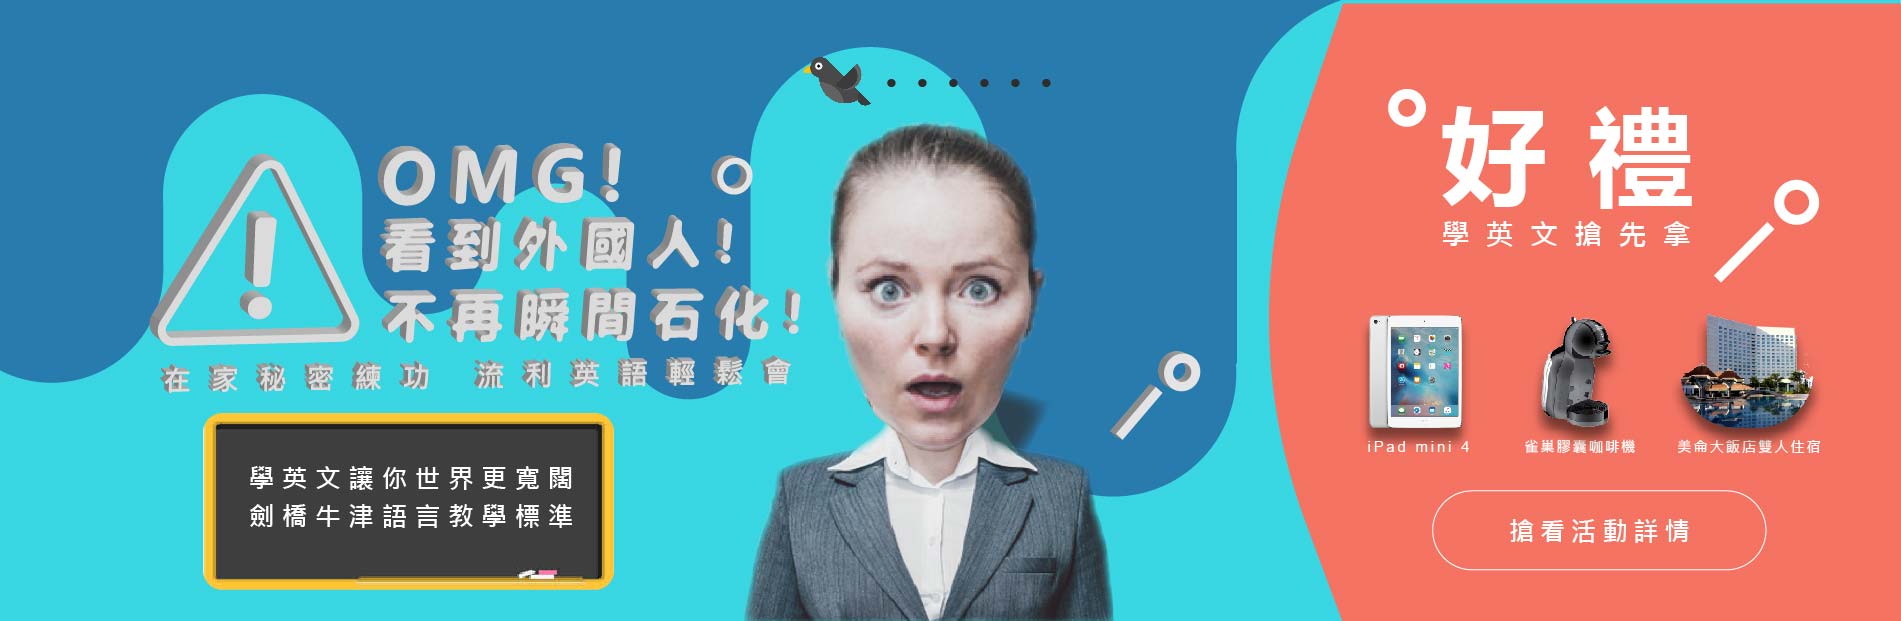 OMG!
看到外國人!
不再瞬間石化!
在家秘密練功 流利英語輕鬆會
學英文讓你世界更寬闊
劍橋牛津語言教學標準
好禮
學英文搶先拿
iPad mini 4
雀巢膠囊咖啡機
美侖大飯店雙人住宿
搶看活動詳情